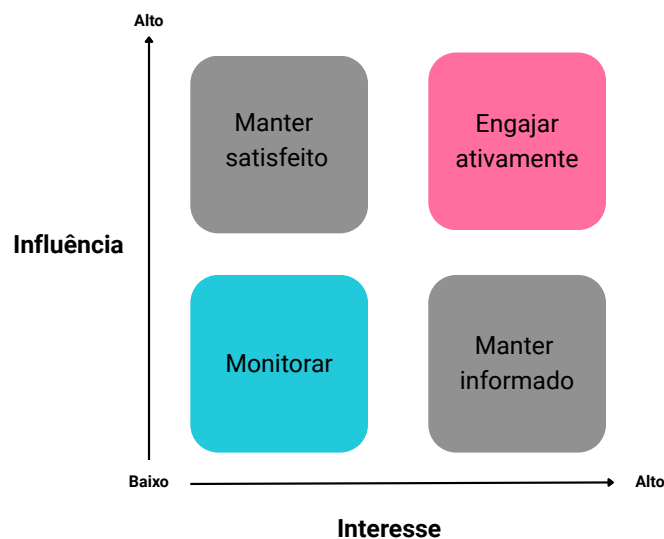 Alto
Manter
satisfeito
Engajar
ativamente
Influência
Monitorar
Manter
informado
Baixo
Alto
Interesse